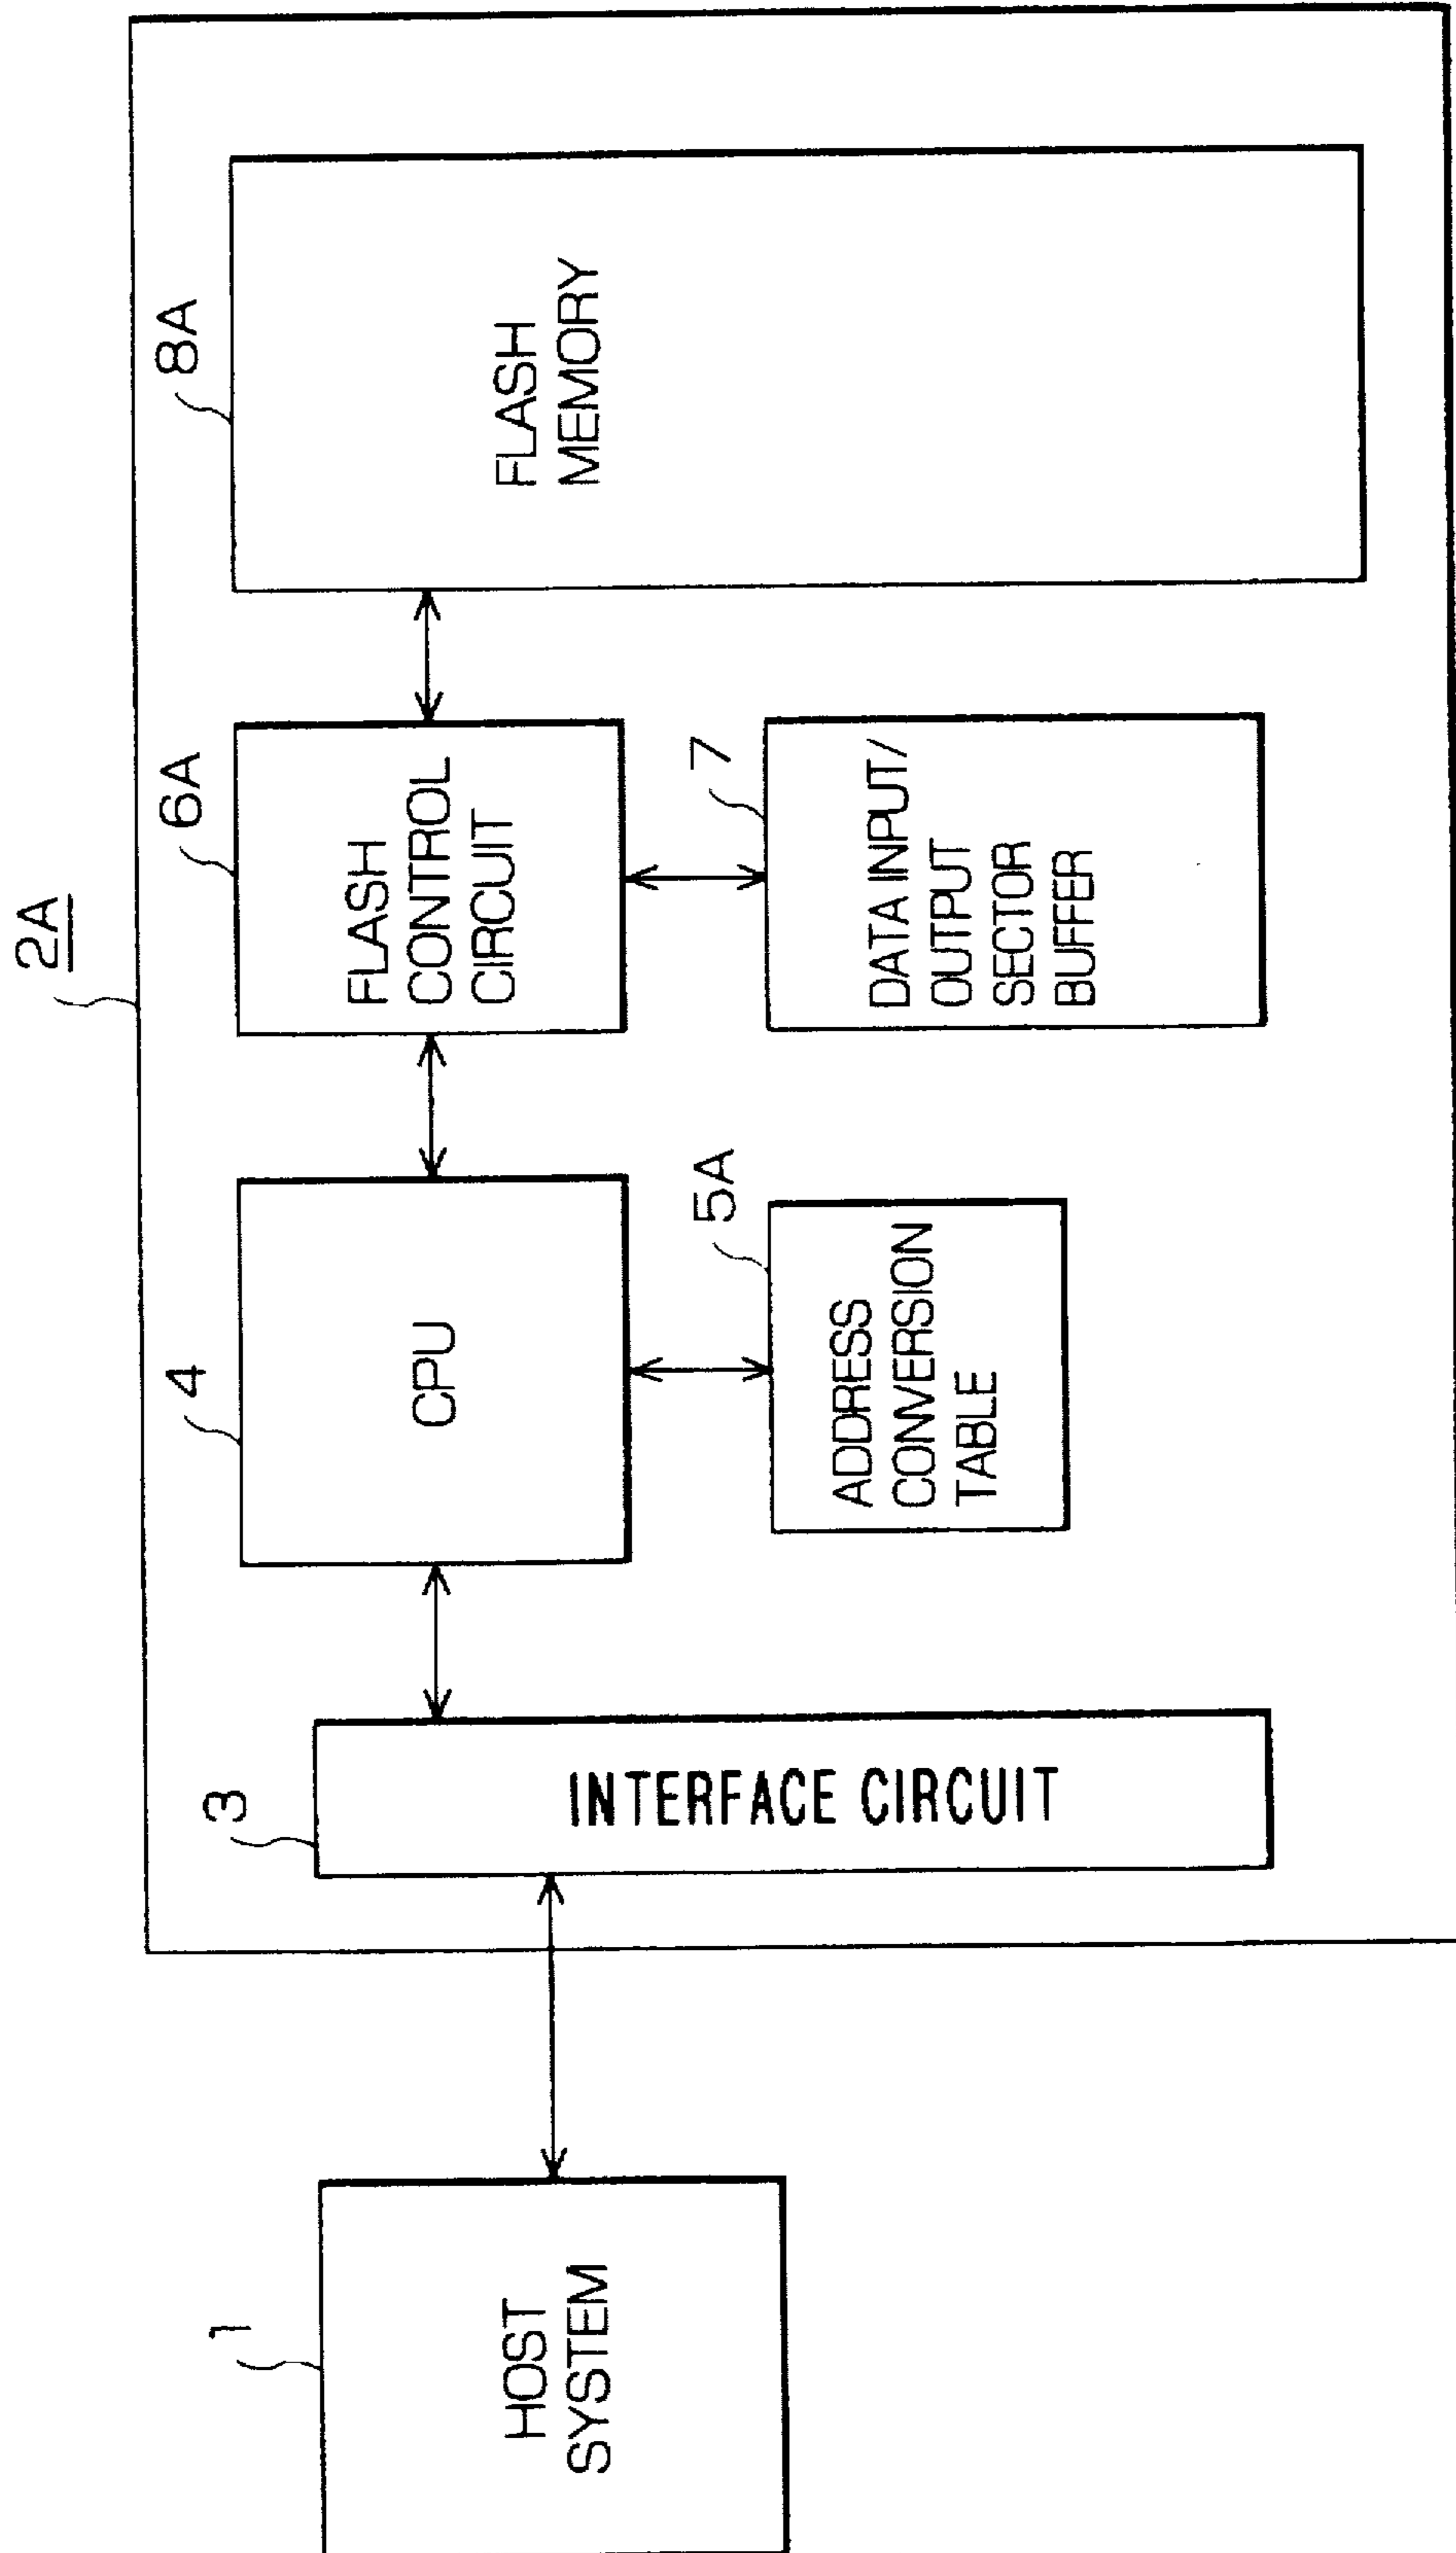 2A
1
HOST
SYSTEM
3
INTERFACE CIRCUIT
4
CPU
5A
ADDRESS
CONVERSION
TABLE
6A
FLASH
CONTROL
CIRCUIT
7
DATA INPUT/
OUTPUT
SECTOR
BUFFER
8A
FLASH
MEMORY